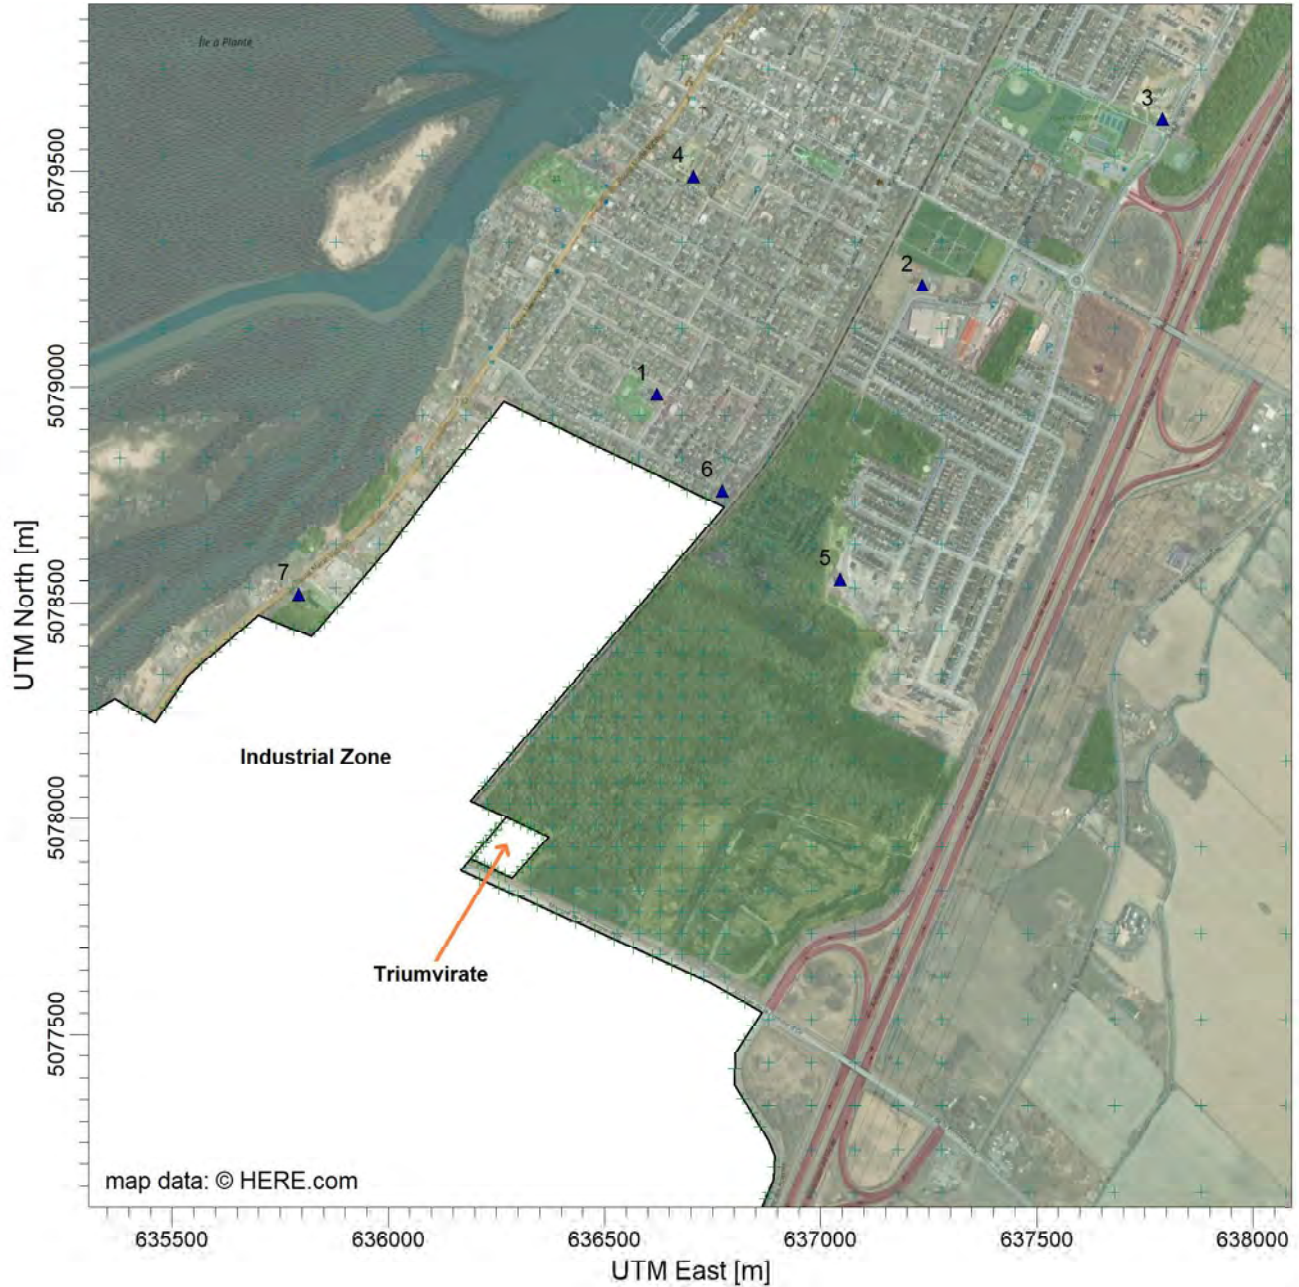 Île à Plante
3
4
2
1
6
5
7
P
P
P
P
P
Industrial Zone
Triumvirate
map data: © HERE.com
5079500
5079000
5078500
5078000
5077500
UTM North [m]
635500 636000 636500 637000 637500 638000
UTM East [m]